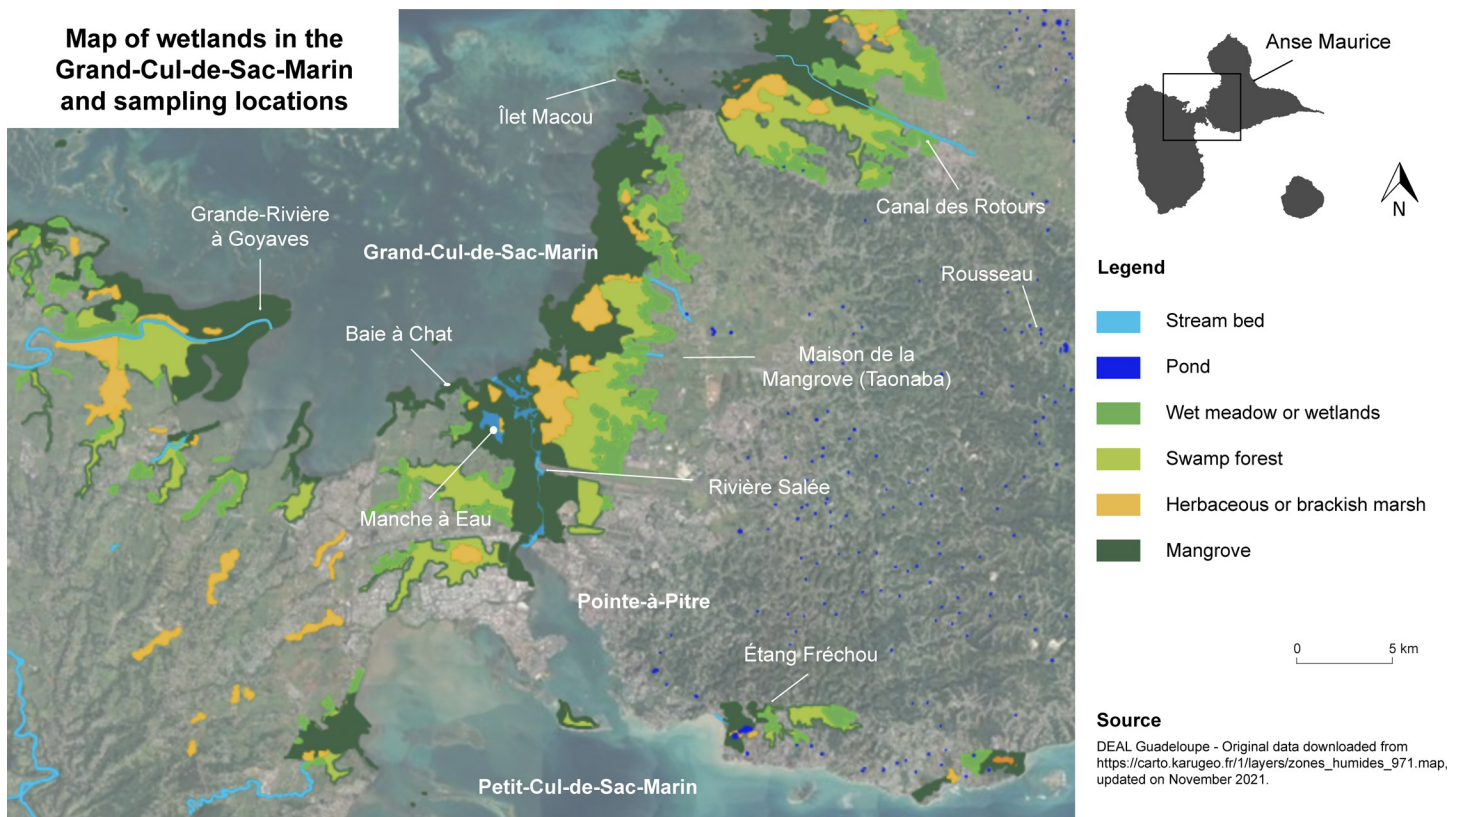 Map of wetlands in the
Grand-Cul-de-Sac-Marin
and sampling locations
Anse Maurice
N
Îlet Macou
Canal des Rotours
Grande-Rivière
à Goyaves
Grand-Cul-de-Sac-Marin
Rousseau
Baie à Chat
Maison de la
Mangrove (Taonaba)
Rivière Salée
Manche à Eau
Pointe-à-Pitre
Étang Fréchou
Petit-Cul-de-Sac-Marin
Legend
Stream bed
Pond
Wet meadow or wetlands
Swamp forest
Herbaceous or brackish marsh
Mangrove
0 5 km
Source
DEAL Guadeloupe - Original data downloaded from
https://carto.karugeo.fr/1/layers/zones_humides_971.map,
updated on November 2021.